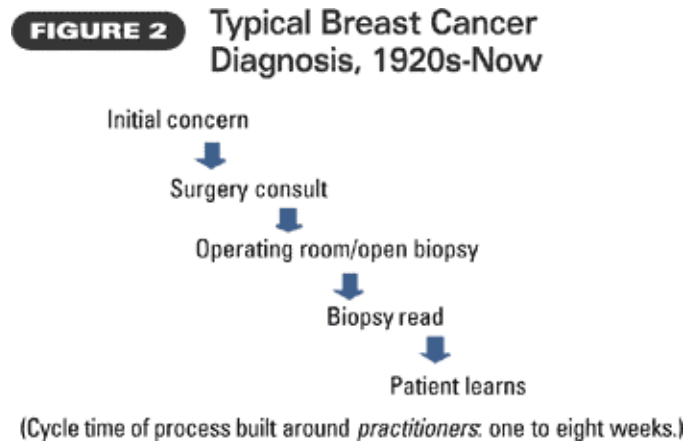 FIGURE 2
Typical Breast Cancer
Diagnosis, 1920s-Now
Initial concern
Surgery consult
Operating room/open biopsy
Biopsy read
Patient learns
(Cycle time of process built around practitioners: one to eight weeks.)